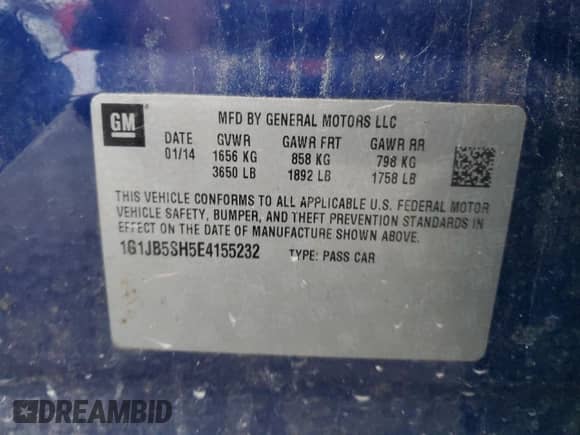 GM
MFD BY GENERAL MOTORS LLC
DATE GVWR GAWR FRT GAWR RR
01/14 1656 KG 858 KG 798 KG
3650 LB 1892 LB 1758 LB
THIS VEHICLE CONFORMS TO ALL APPLICABLE U.S. FEDERAL MOTOR
VEHICLE SAFETY, BUMPER, AND THEFT PREVENTION STANDARDS IN
EFFECT ON THE DATE OF MANUFACTURE SHOWN ABOVE.
1G1JB5SH5E4155232 TYPE: PASS CAR
DREAMBID